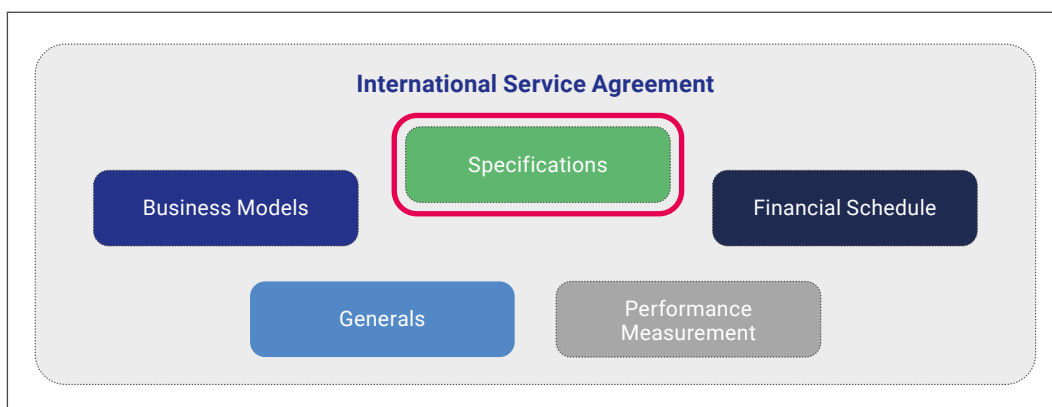 International Service Agreement
Specifications
Business Models
Financial Schedule
Generals
Performance
Measurement